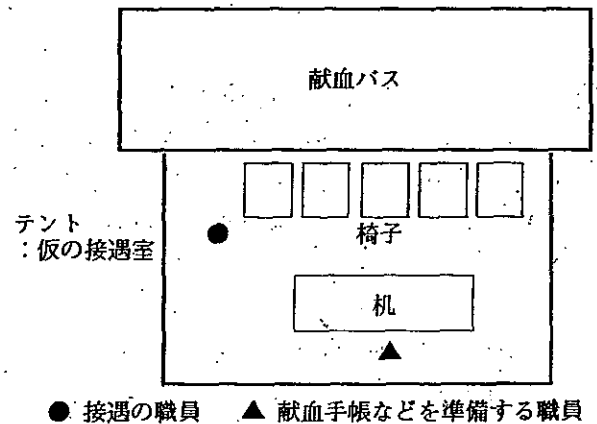 献血バス
テント
:仮の接遇室
椅子
机
● 接遇の職員 ▲ 献血手帳などを準備する職員